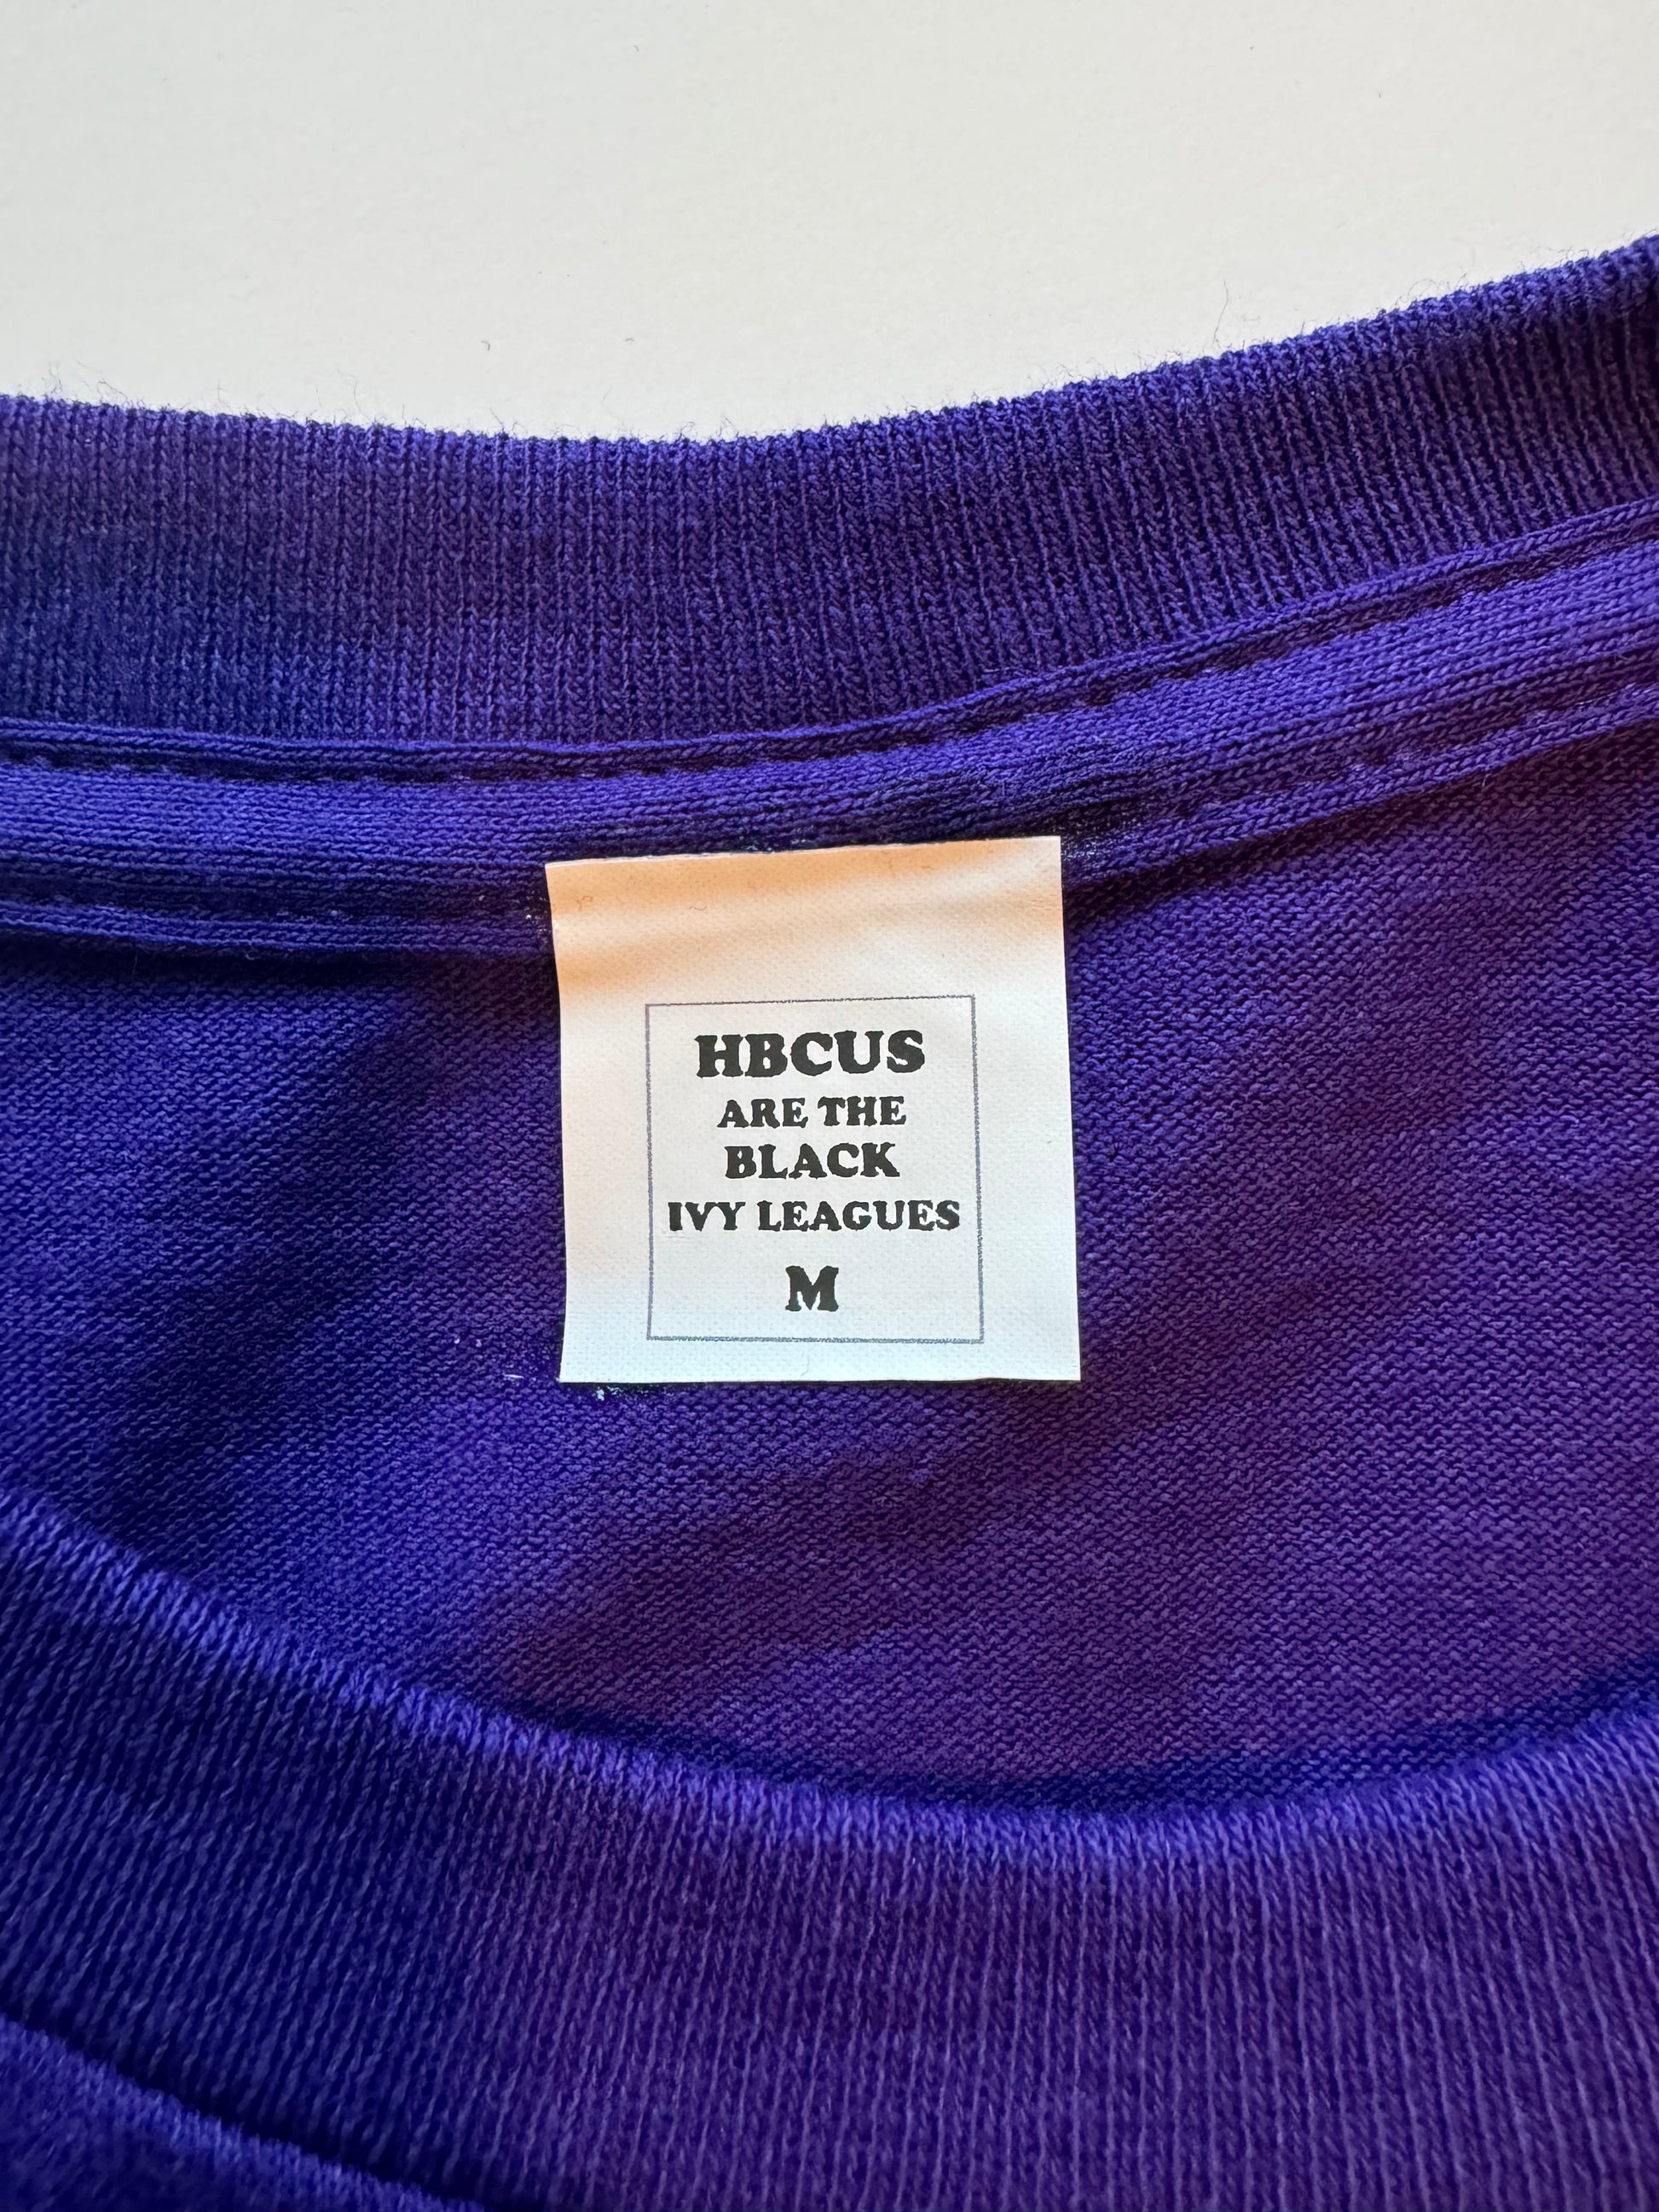 HBCUS
ARE THE
BLACK
IVY LEAGUES
M